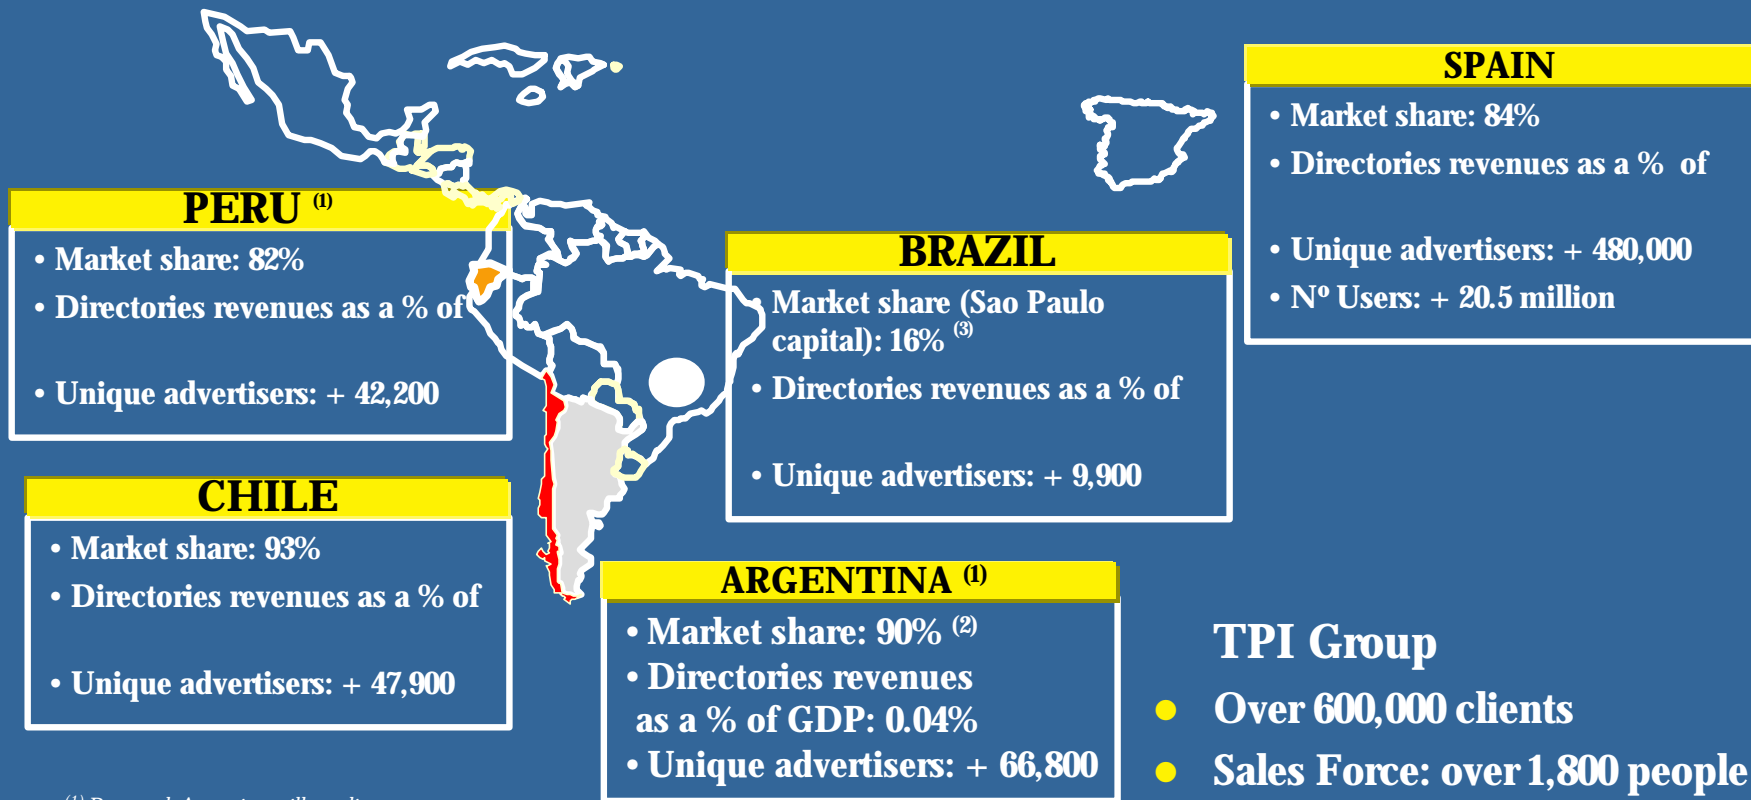 SPAIN
• Market share: 84%
• Directories revenues as a % of
• Unique advertisers: + 480,000
• Nº Users: + 20.5 million
PERU (1)
• Market share: 82%
• Directories revenues as a % of
• Unique advertisers: + 42,200
BRAZIL
Market share (Sao Paulo
capital): 16% (3)
• Directories revenues as a % of
• Unique advertisers: + 9,900
CHILE
• Market share: 93%
• Directories revenues as a % of
• Unique advertisers: + 47,900
ARGENTINA (1)
• Market share: 90% (2)
• Directories revenues
as a % of GDP: 0.04%
• Unique advertisers: + 66,800
TPI Group
● Over 600,000 clients
● Sales Force: over 1,800 people
(1)